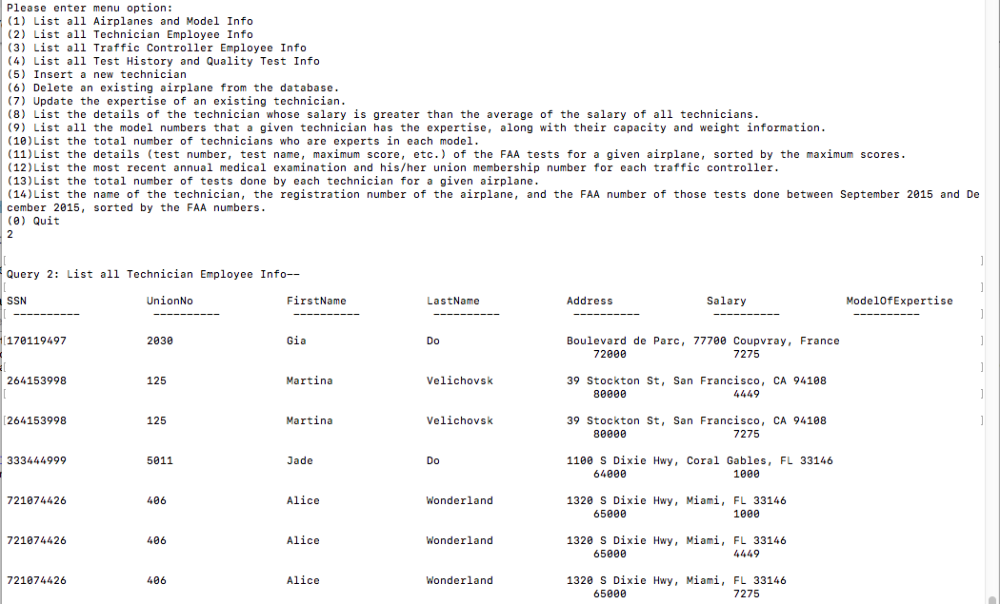 Please enter menu option:
(1) List all Airplanes and Model Info
(2) List all Technician Employee Info
(3) List all Traffic Controller Employee Info
(4) List all Test History and Quality Test Info
(5) Insert a new technician
(6) Delete an existing airplane from the database.
(7) Update the expertise of an existing technician.
(8) List the details of the technician whose salary is greater than the average of the salary of all technicians.
(9) List all the model numbers that a given technician has the expertise, along with their capacity and weight information.
(10)List the total number of technicians who are experts in each model.
(11)List the details (test number, test name, maximum score, etc.) of the FAA tests for a given airplane, sorted by the maximum scores.
(12)List the most recent annual medical examination and his/her union membership number for each traffic controller.
(13)List the total number of tests done by each technician for a given airplane.
(14)List the name of the technician, the registration number of the airplane, and the FAA number of those tests done between September 2015 and De
cember 2015, sorted by the FAA numbers.
(0) Quit
2
[ ]
Query 2: List all Technician Employee Info--
[ ]
SSN UnionNo FirstName LastName Address Salary ModelOfExpertise
[ ---------- ---------- ---------- ---------- ---------- ---------- ---------- ]
[170119497 2030 Gia Do Boulevard de Parc, 77700 Coupvray, France ]
72000 7275
[ ]
264153998 125 Martina Velichovsk 39 Stockton St, San Francisco, CA 94108
[ 80000 4449 ]
[264153998 125 Martina Velichovsk 39 Stockton St, San Francisco, CA 94108 ]
80000 7275
333444999 5011 Jade Do 1100 S Dixie Hwy, Coral Gables, FL 33146
64000 1000
721074426 406 Alice Wonderland 1320 S Dixie Hwy, Miami, FL 33146
65000 1000
721074426 406 Alice Wonderland 1320 S Dixie Hwy, Miami, FL 33146
65000 4449
721074426 406 Alice Wonderland 1320 S Dixie Hwy, Miami, FL 33146
65000 7275